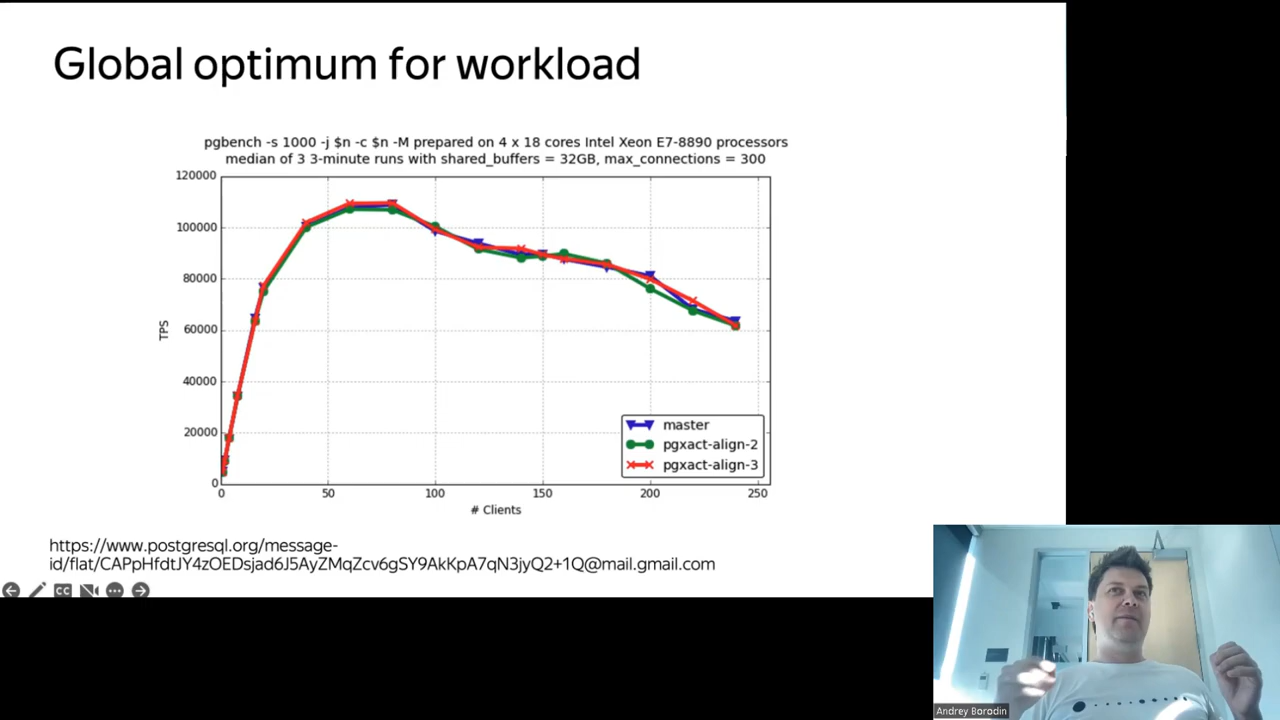 Global optimum for workload
pgbench -s 1000 -j $n -c $n -M prepared on 4 x 18 cores Intel Xeon E7-8890 processors
median of 3 3-minute runs with shared_buffers = 32GB, max_connections = 300
120000
100000
80000
60000
40000
20000
0
TPS
0 50 100 150 200 250
# Clients
master
pgxact-align-2
pgxact-align-3
https://www.postgresql.org/message-
id/flat/CAPpHfdtJY4zOEDsjad6J5AyZMqZcv6gSY9AkKpA7qN3jyQ2+1Q@mail.gmail.com
CC
Andrey Borodin